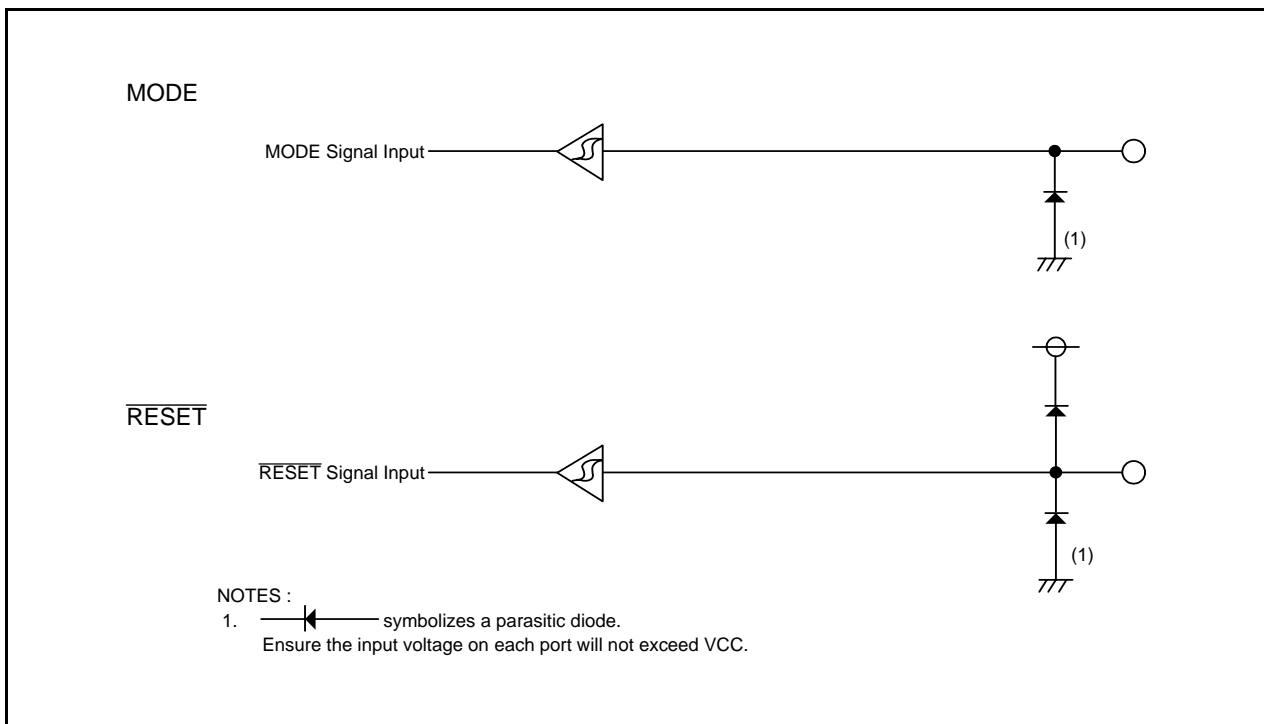 MODE
MODE Signal Input
(1)
RESET
RESET Signal Input
(1)
NOTES :
1. symbolizes a parasitic diode.
Ensure the input voltage on each port will not exceed VCC.